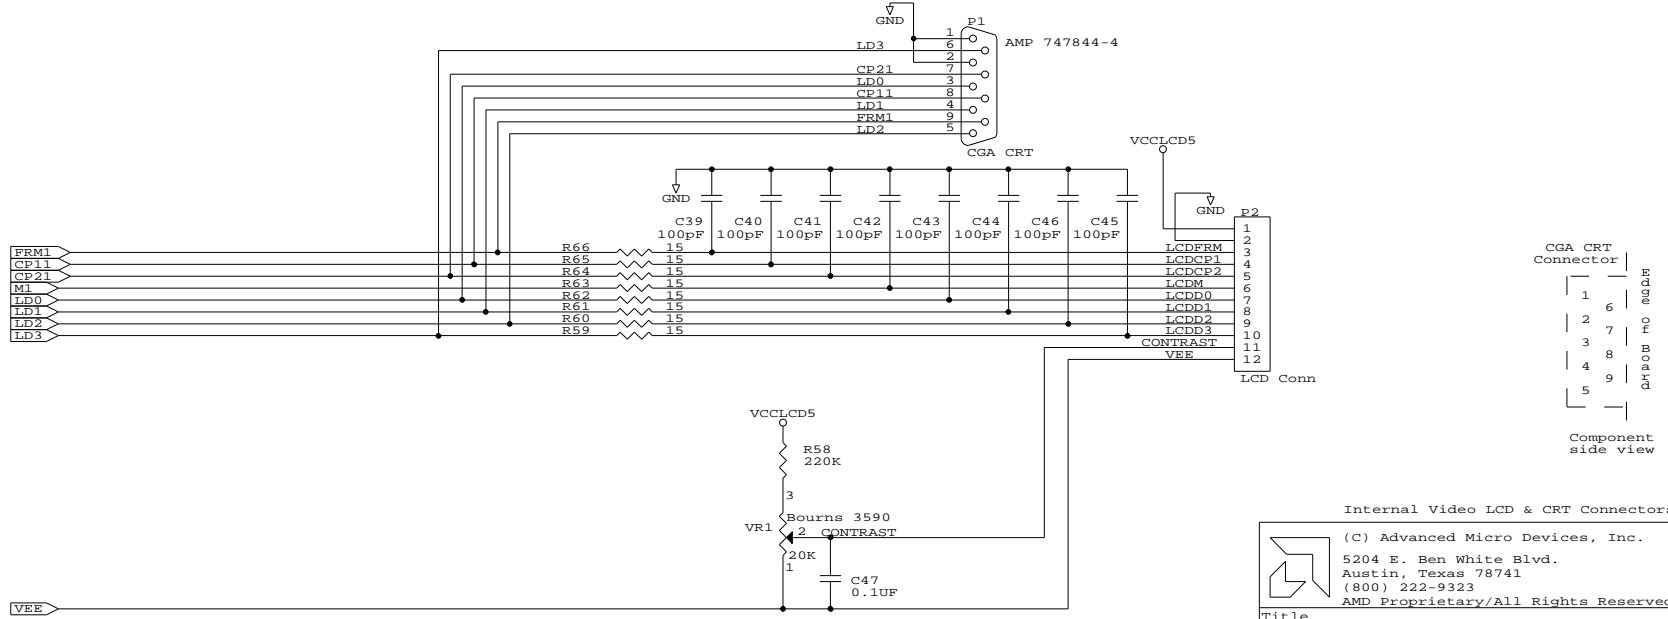 GND
P1
AMP 747844-4
1
LD3 6
2
CP21 7
LD0 3
CP11 8
LD1 4
FRM1 9
LD2 5
CGA CRT
VCCLCD5
GND
GND
P2
C39 C40 C41 C42 C43 C44 C46 C45
100pF 100pF 100pF 100pF 100pF 100pF 100pF 100pF
1
2
FRM1 R66 15 LCDFRM 3
CP11 R65 15 LCDCP1 4
CP21 R64 15 LCDCP2 5
M1 R63 15 LCDM 6
LD0 R62 15 LCDD0 7
LD1 R61 15 LCDD1 8
LD2 R60 15 LCDD2 9
LD3 R59 15 LCDD3 10
CONTRAST 11
VEE 12
LCD Conn
CGA CRT
Connector
1
6
2
7
3
8
4
9
5
Edge of Board
Component
side view
VCCLCD5
R58
220K
3
Bourns 3590
VR1 2 CONTRAST
20K
1
C47
0.1UF
VEE
Internal Video LCD & CRT Connectors
(C) Advanced Micro Devices, Inc.
5204 E. Ben White Blvd.
Austin, Texas 78741
(800) 222-9323
AMD Proprietary/All Rights Reserved
Title